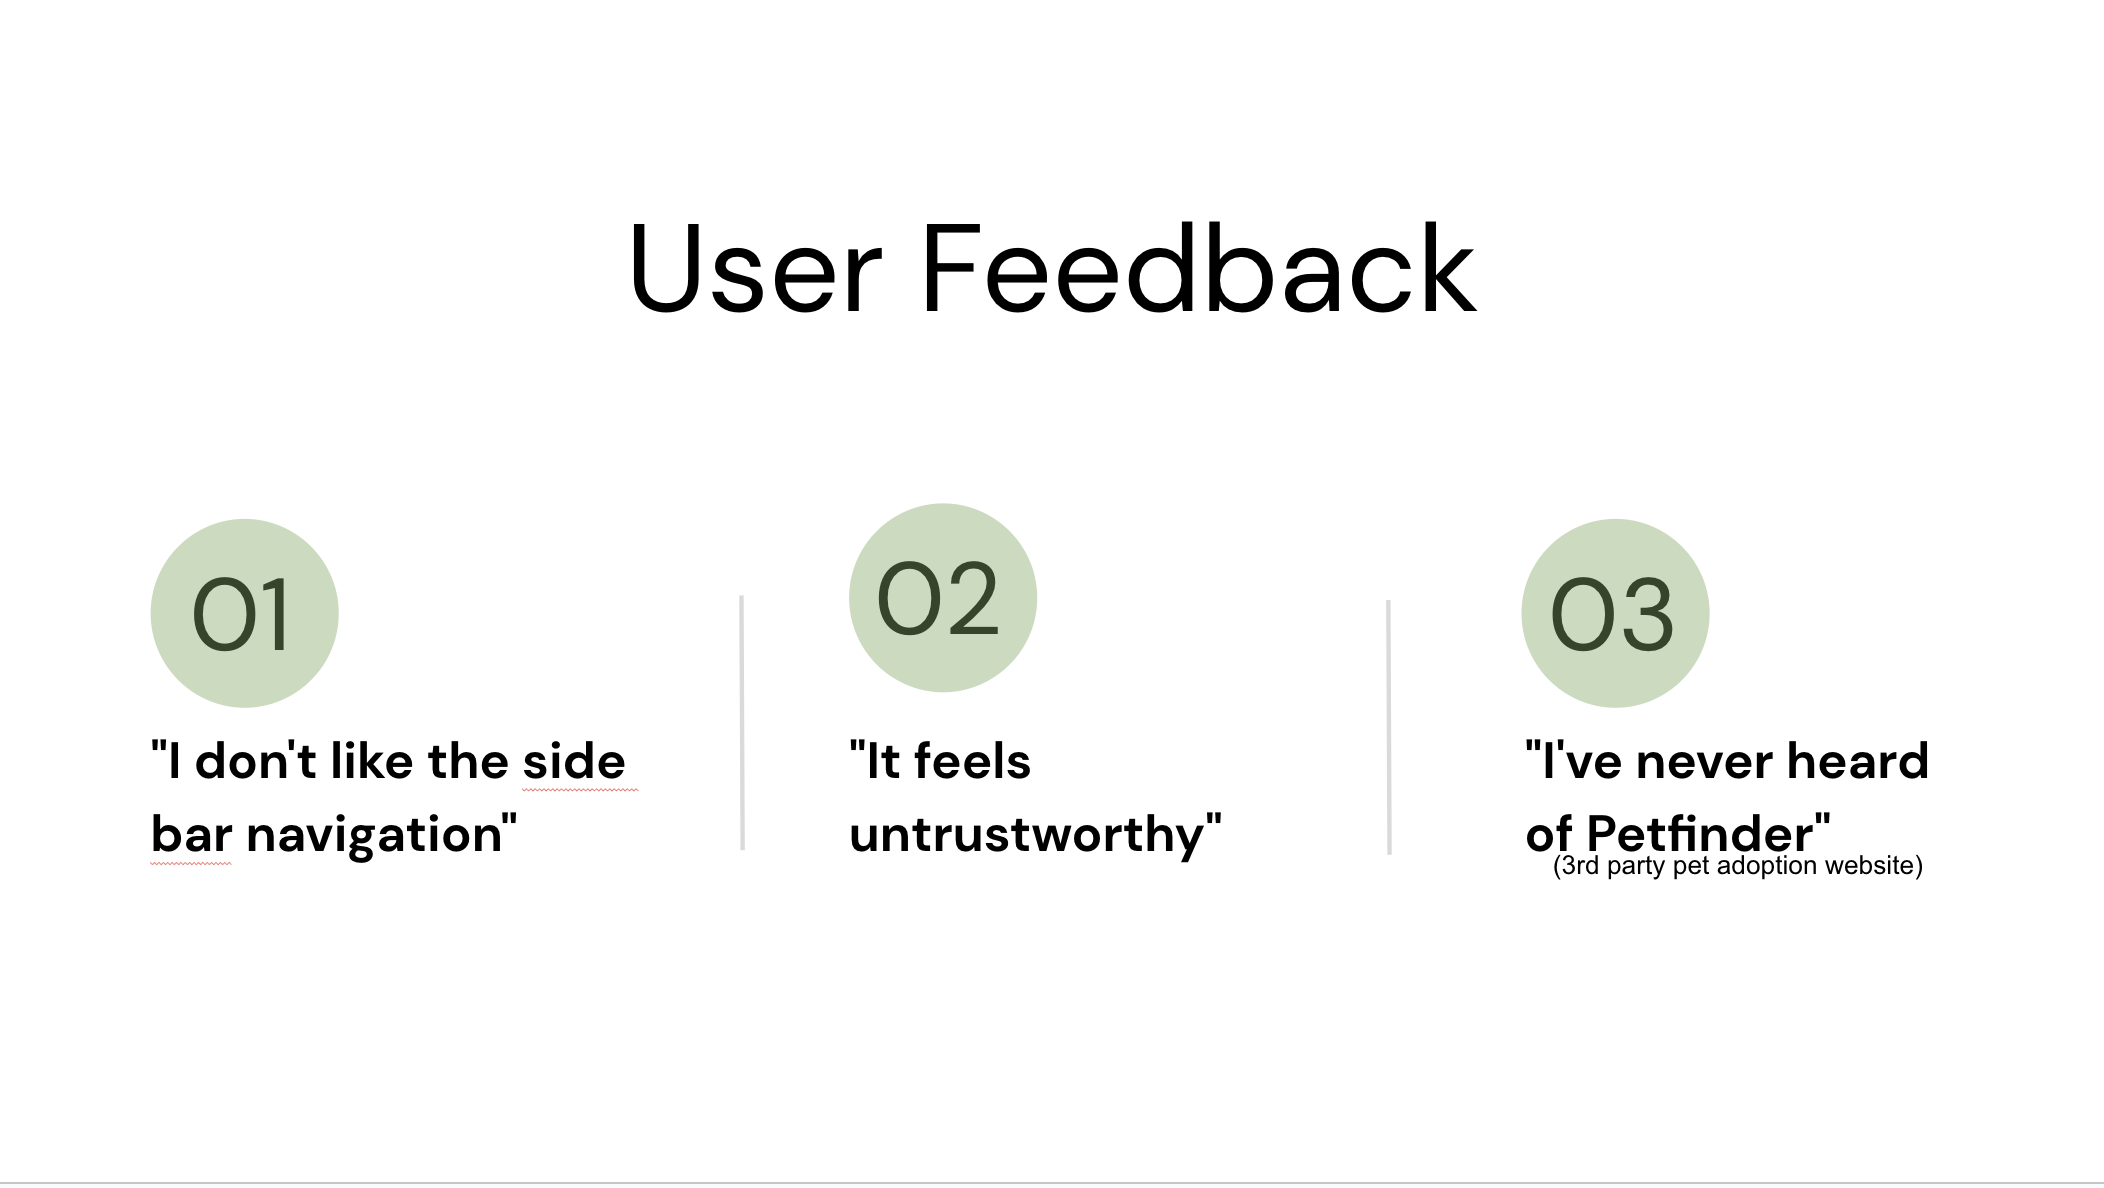 User Feedback
01
"I don't like the side
bar navigation"
02
"It feels
untrustworthy"
03
"I've never heard
of Petfinder"
(3rd party pet adoption website)